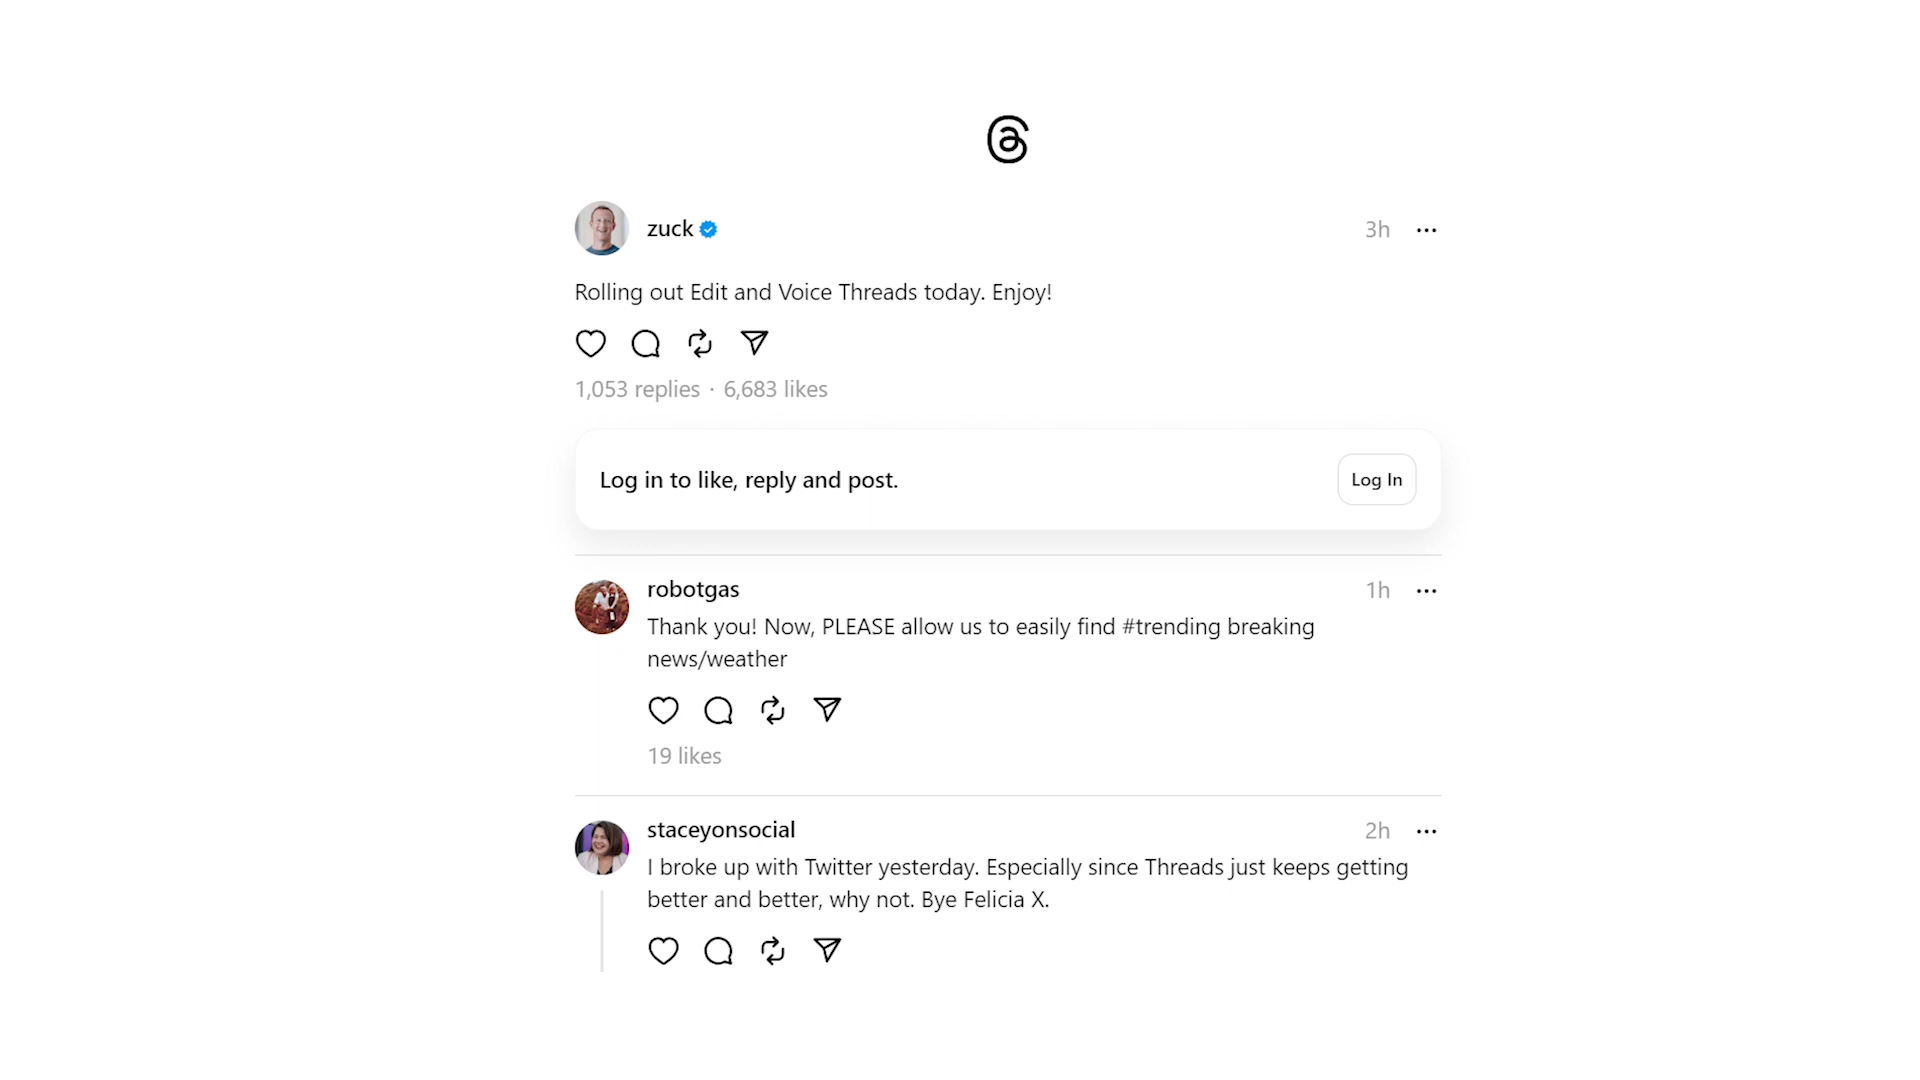 zuck
3h
Rolling out Edit and Voice Threads today. Enjoy!
1,053 replies · 6,683 likes
Log in to like, reply and post.
Log In
robotgas
1h
Thank you! Now, PLEASE allow us to easily find #trending breaking
news/weather
19 likes
staceyonsocial
2h
I broke up with Twitter yesterday. Especially since Threads just keeps getting
better and better, why not. Bye Felicia X.